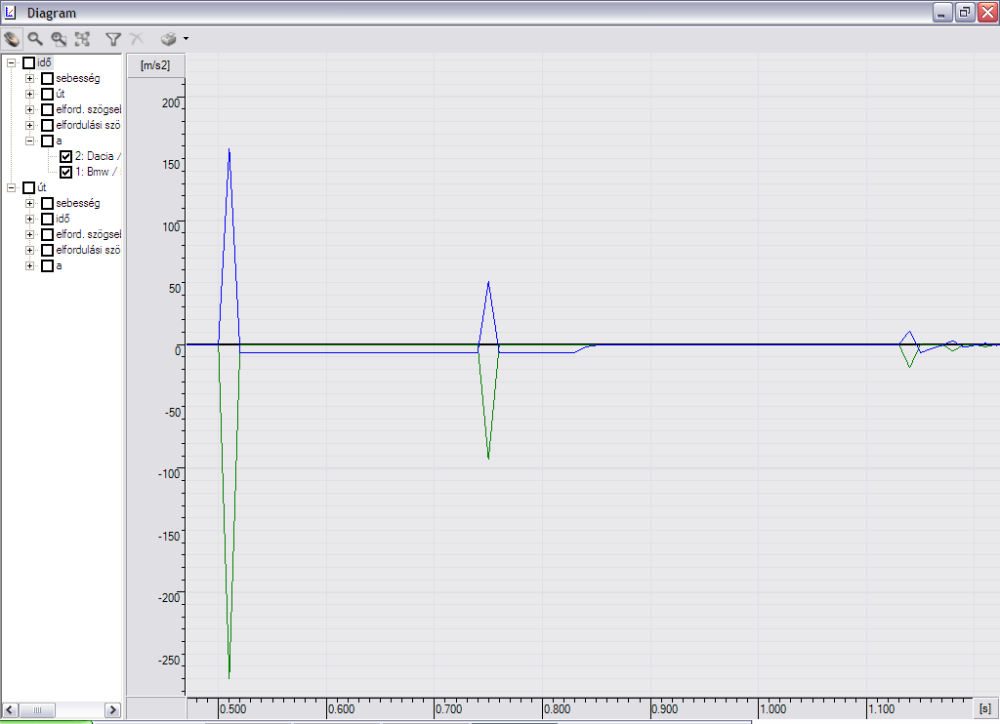 Diagram
idő
sebesség
út
elford. szögsel
elfordulási szö
a
2: Dacia /
1: Bmw /
út
sebesség
idő
elford. szögsel
elfordulási szö
a
[m/s2]
200
150
100
50
0
-50
-100
-150
-200
-250
0.500 0.600 0.700 0.800 0.900 1.000 1.100 [s]